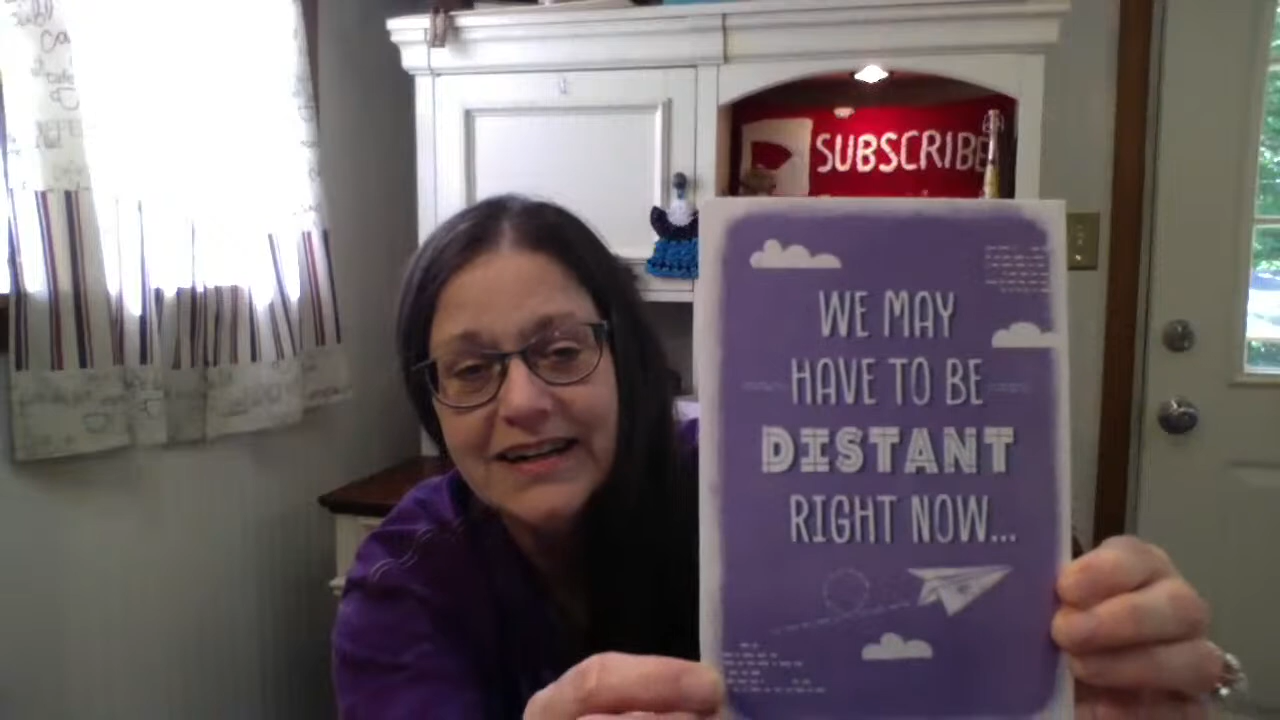 SUBSCRIBE
WE MAY
HAVE TO BE
DISTANT
RIGHT NOW...